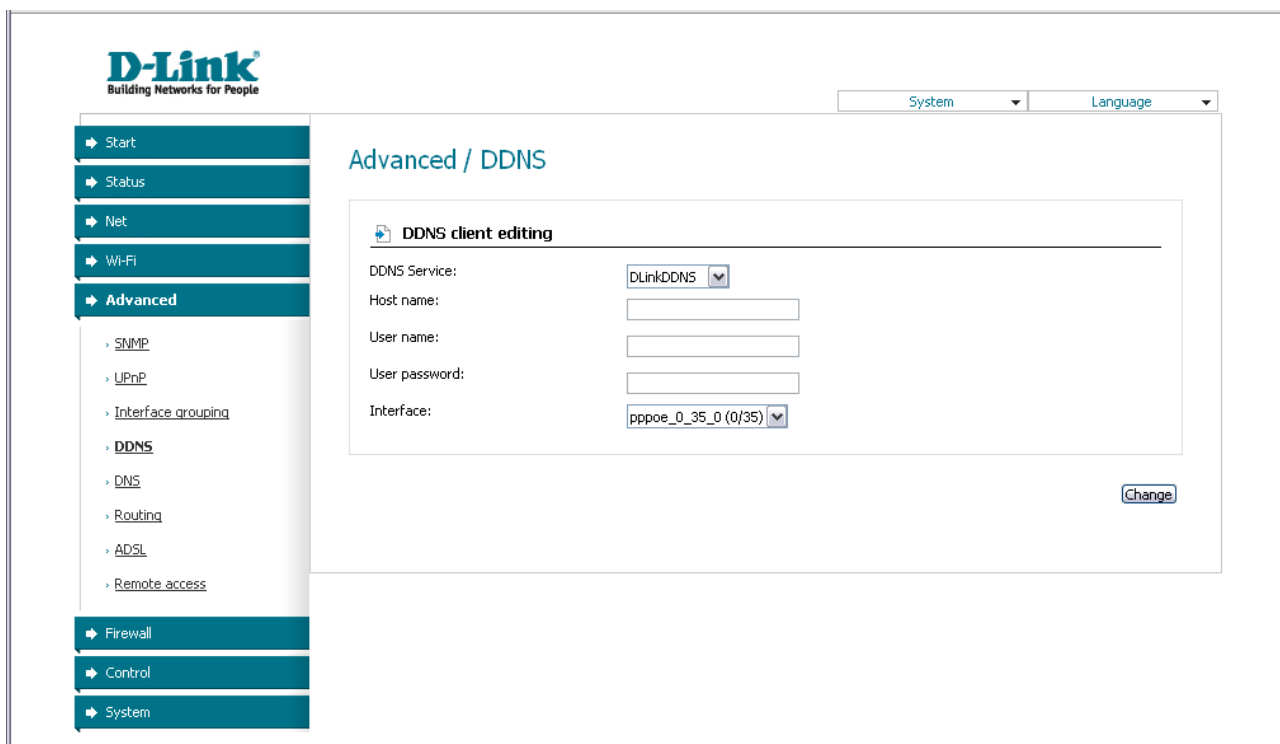 D-Link
Building Networks for People
System
Language
Start
Status
Net
Wi-Fi
Advanced
SNMP
UPnP
Interface grouping
DDNS
DNS
Routing
ADSL
Remote access
Firewall
Control
System
Advanced / DDNS
DDNS client editing
DDNS Service: DLinkDDNS
Host name:
User name:
User password:
Interface: pppoe_0_35_0 (0/35)
Change